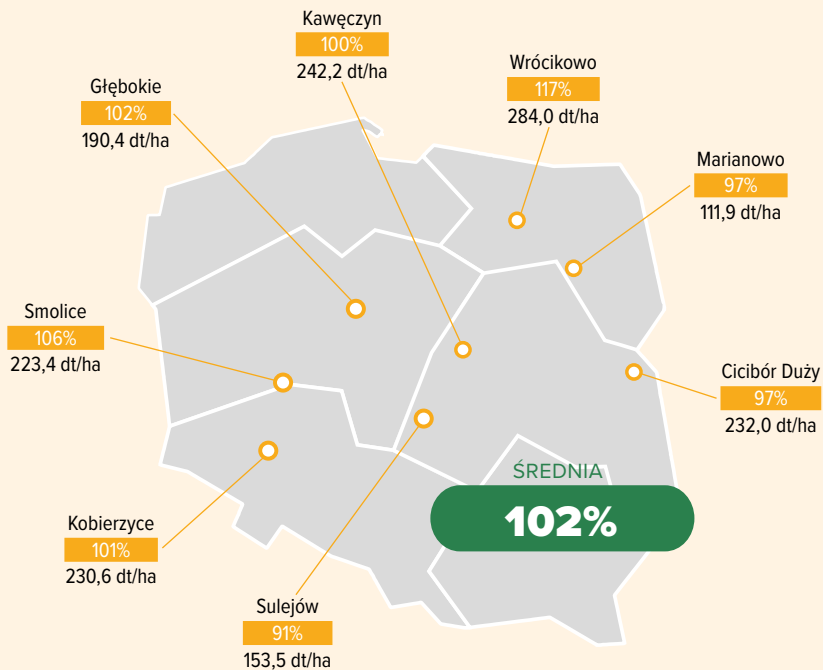 Kawęczyn
100%
242,2 dt/ha
Wrócikowo
117%
284,0 dt/ha
Głębokie
102%
190,4 dt/ha
Marianowo
97%
111,9 dt/ha
Smolice
106%
223,4 dt/ha
Cicibór Duży
97%
232,0 dt/ha
ŚREDNIA
102%
Kobierzyce
101%
230,6 dt/ha
Sulejów
91%
153,5 dt/ha